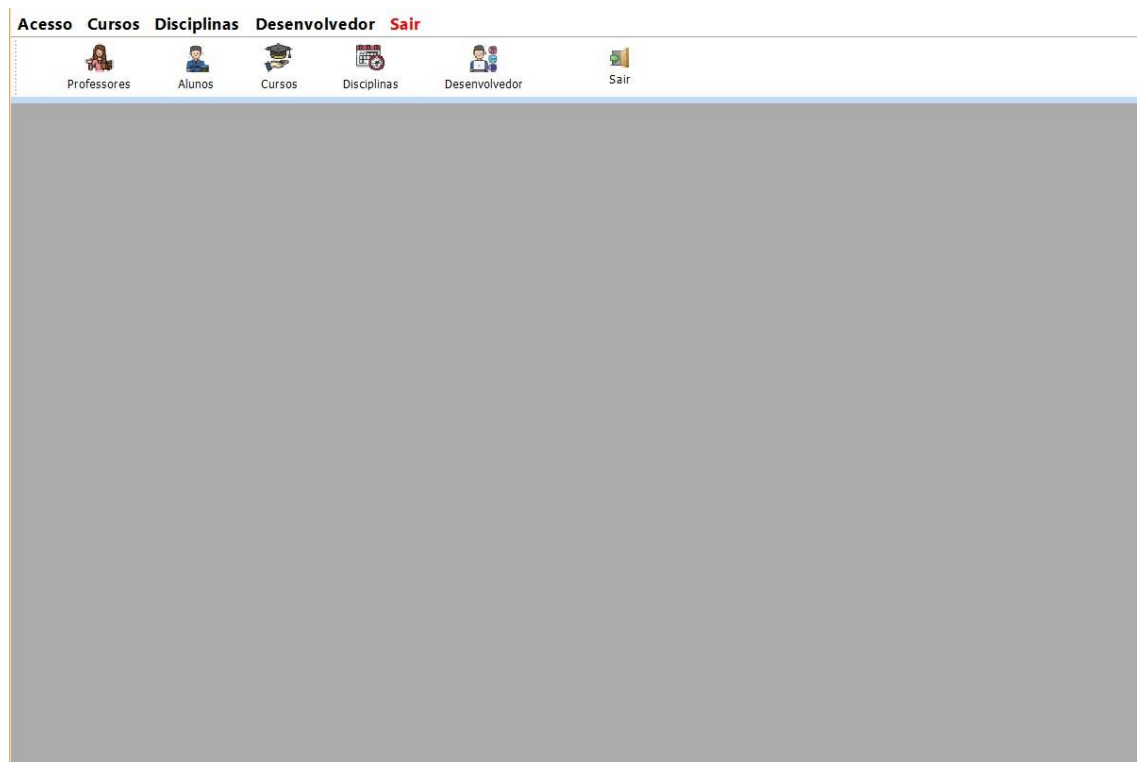 Acesso Cursos Disciplinas Desenvolvedor Sair
Professores Alunos Cursos Disciplinas Desenvolvedor Sair